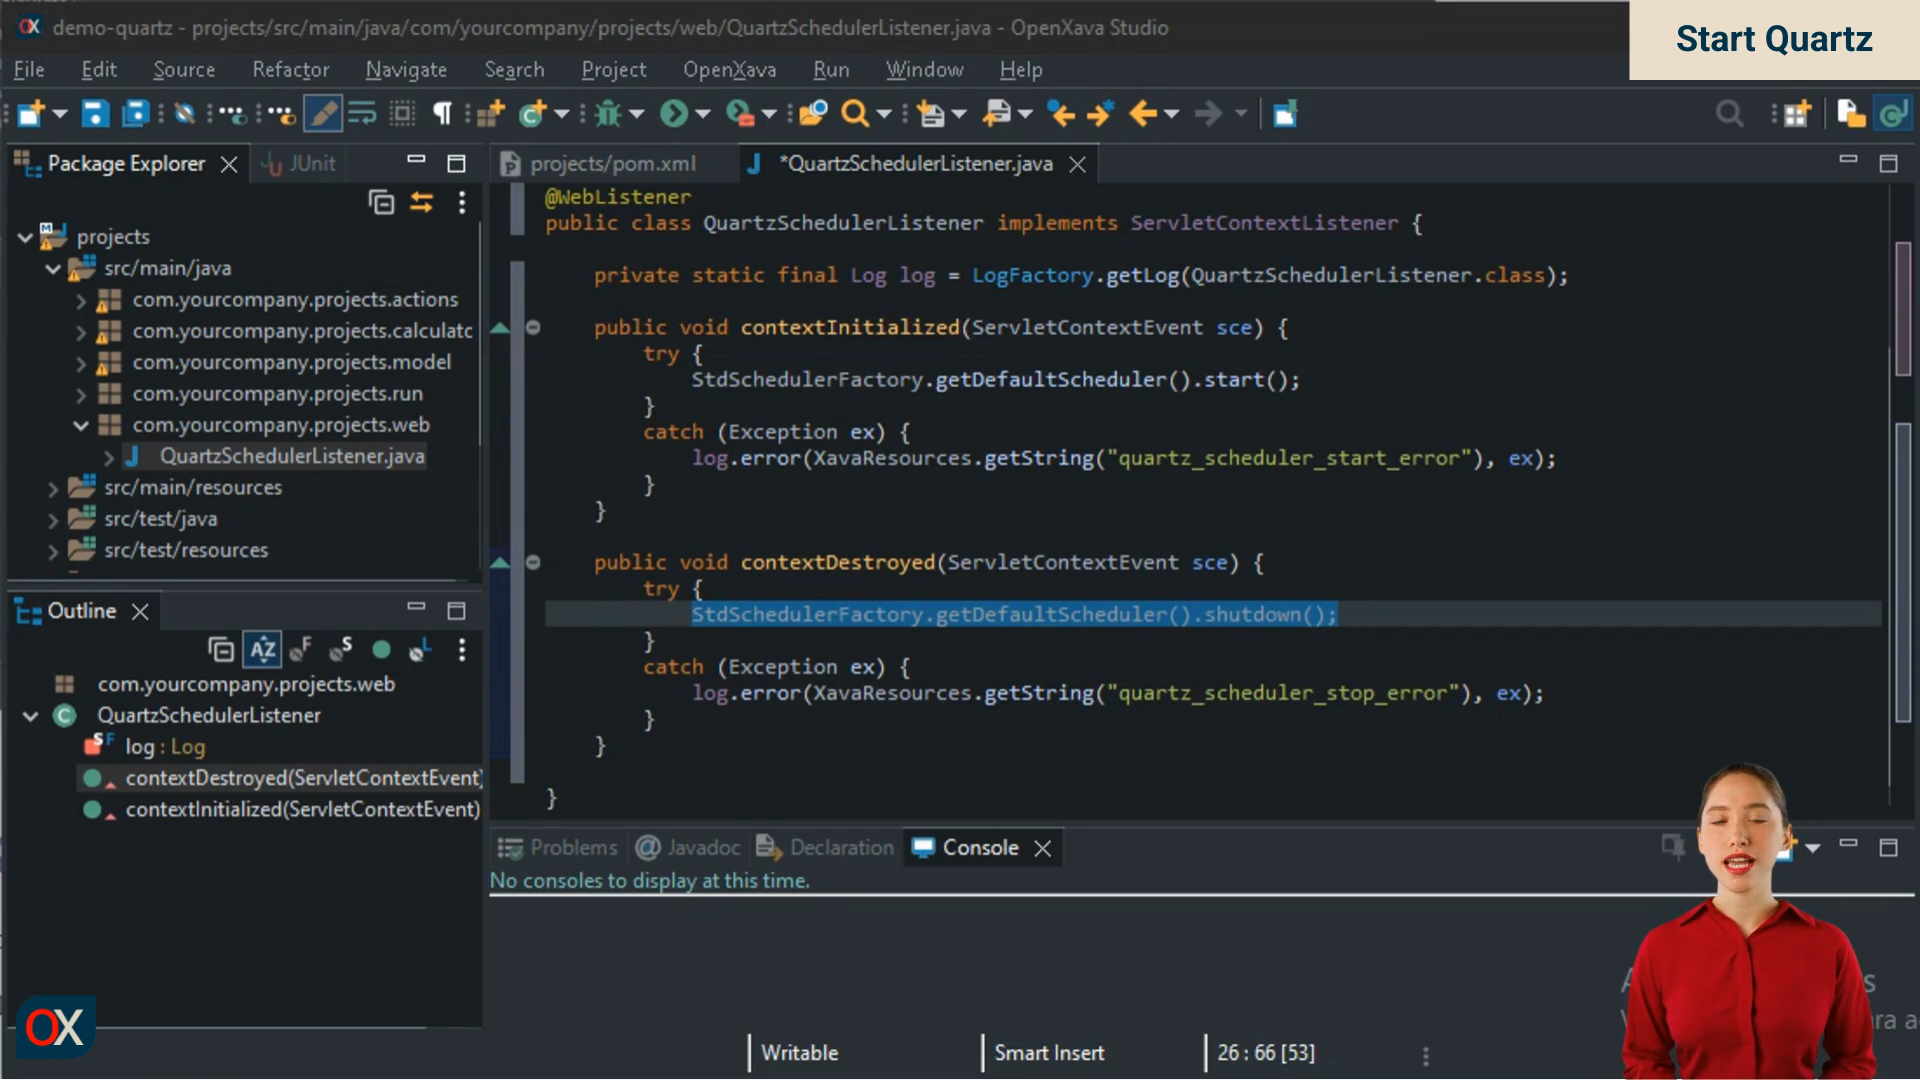 OX demo-quartz - projects/src/main/java/com/yourcompany/projects/web/QuartzSchedulerListener.java - OpenXava Studio
Start Quartz
File Edit Source Refactor Navigate Search Project OpenXava Run Window Help
Package Explorer JUnit
projects/pom.xml *QuartzSchedulerListener.java
projects
src/main/java
com.yourcompany.projects.actions
com.yourcompany.projects.calculatc
com.yourcompany.projects.model
com.yourcompany.projects.run
com.yourcompany.projects.web
QuartzSchedulerListener.java
src/main/resources
src/test/java
src/test/resources
@WebListener
public class QuartzSchedulerListener implements ServletContextListener {
private static final Log log = LogFactory.getLog(QuartzSchedulerListener.class);
public void contextInitialized(ServletContextEvent sce) {
try {
StdSchedulerFactory.getDefaultScheduler().start();
}
catch (Exception ex) {
log.error(XavaResources.getString("quartz_scheduler_start_error"), ex);
}
}
public void contextDestroyed(ServletContextEvent sce) {
try {
StdSchedulerFactory.getDefaultScheduler().shutdown();
}
catch (Exception ex) {
log.error(XavaResources.getString("quartz_scheduler_stop_error"), ex);
}
}
}
Outline
com.yourcompany.projects.web
QuartzSchedulerListener
log : Log
contextDestroyed(ServletContextEvent)
contextInitialized(ServletContextEvent)
Problems Javadoc Declaration Console
No consoles to display at this time.
OX
Writable Smart Insert 26 : 66 [53]